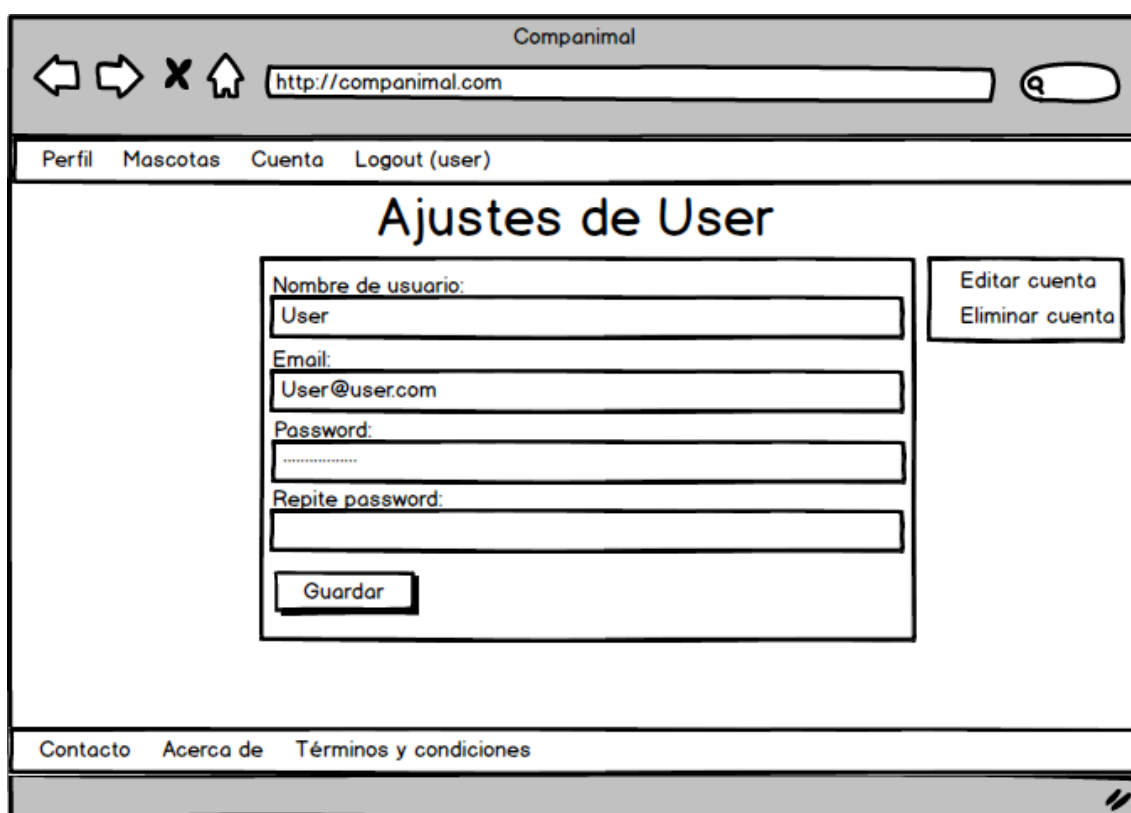 Companimal
http://companimal.com
Perfil Mascotas Cuenta Logout (user)
Ajustes de User
Nombre de usuario:
User
Email:
User@user.com
Password:
..................
Repite password:
Guardar
Editar cuenta
Eliminar cuenta
Contacto Acerca de Términos y condiciones